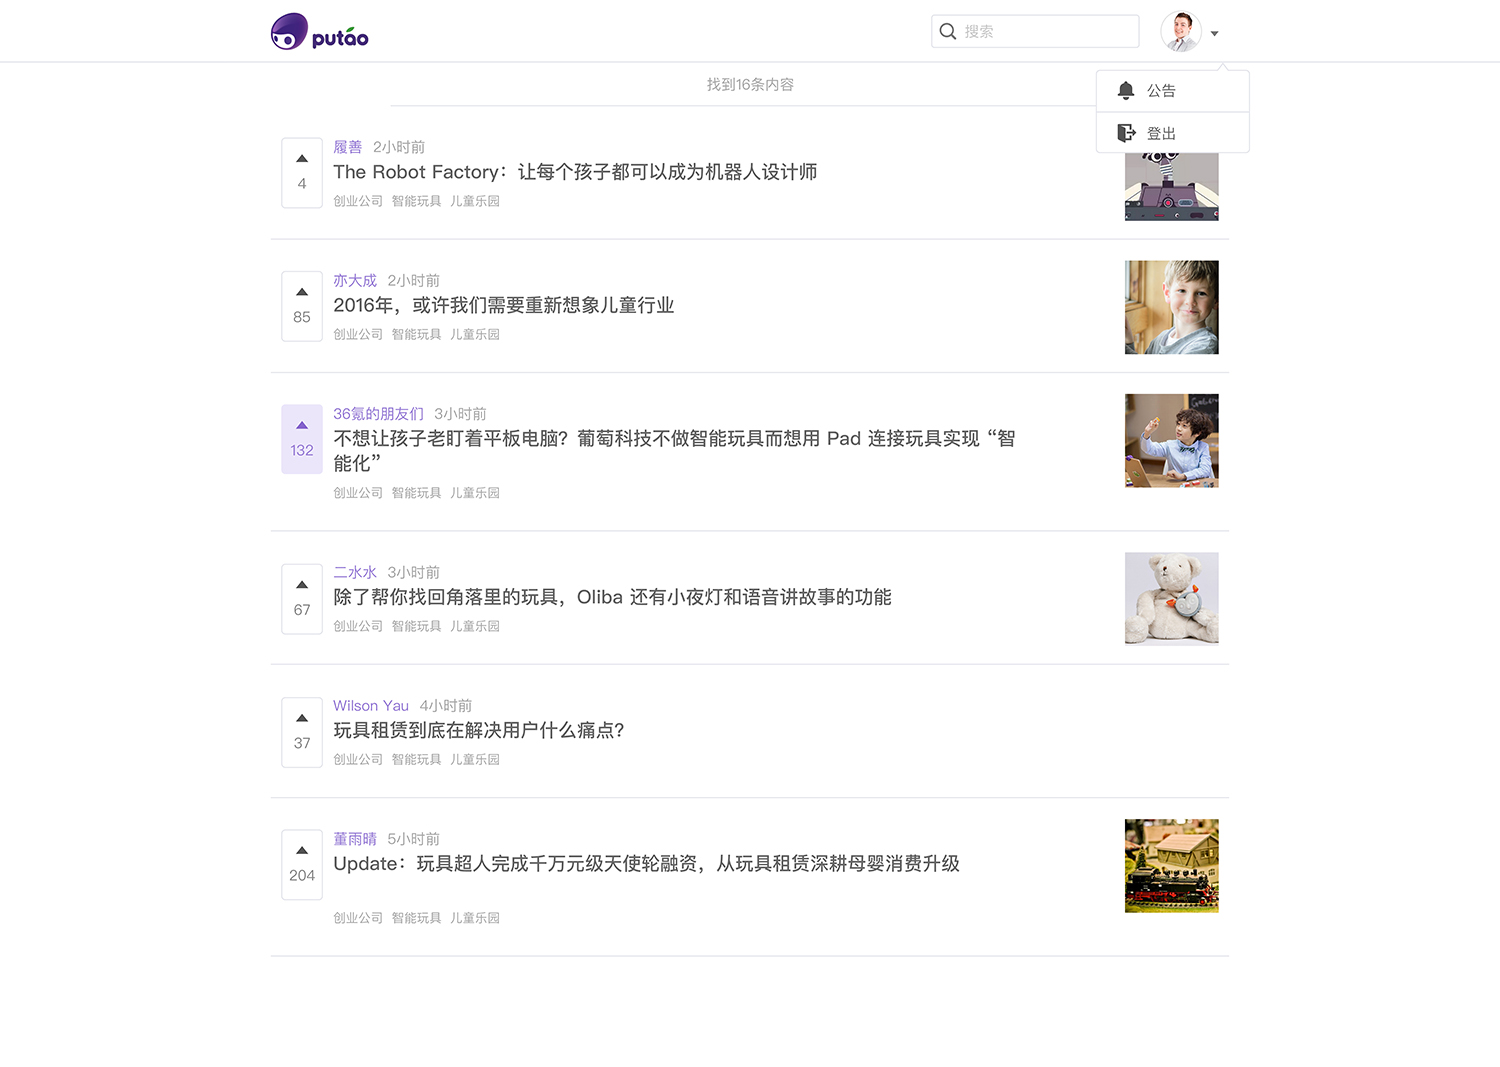 putao
搜索
找到16条内容
公告
登出
履善 2小时前
4
The Robot Factory：让每个孩子都可以成为机器人设计师
创业公司 智能玩具 儿童乐园
亦大成 2小时前
85
2016年，或许我们需要重新想象儿童行业
创业公司 智能玩具 儿童乐园
36氪的朋友们 3小时前
132
不想让孩子老盯着平板电脑？葡萄科技不做智能玩具而想用 Pad 连接玩具实现 “智
能化”
创业公司 智能玩具 儿童乐园
二水水 3小时前
67
除了帮你找回角落里的玩具，Oliba 还有小夜灯和语音讲故事的功能
创业公司 智能玩具 儿童乐园
Wilson Yau 4小时前
37
玩具租赁到底在解决用户什么痛点？
创业公司 智能玩具 儿童乐园
董雨晴 5小时前
204
Update：玩具超人完成千万元级天使轮融资，从玩具租赁深耕母婴消费升级
创业公司 智能玩具 儿童乐园